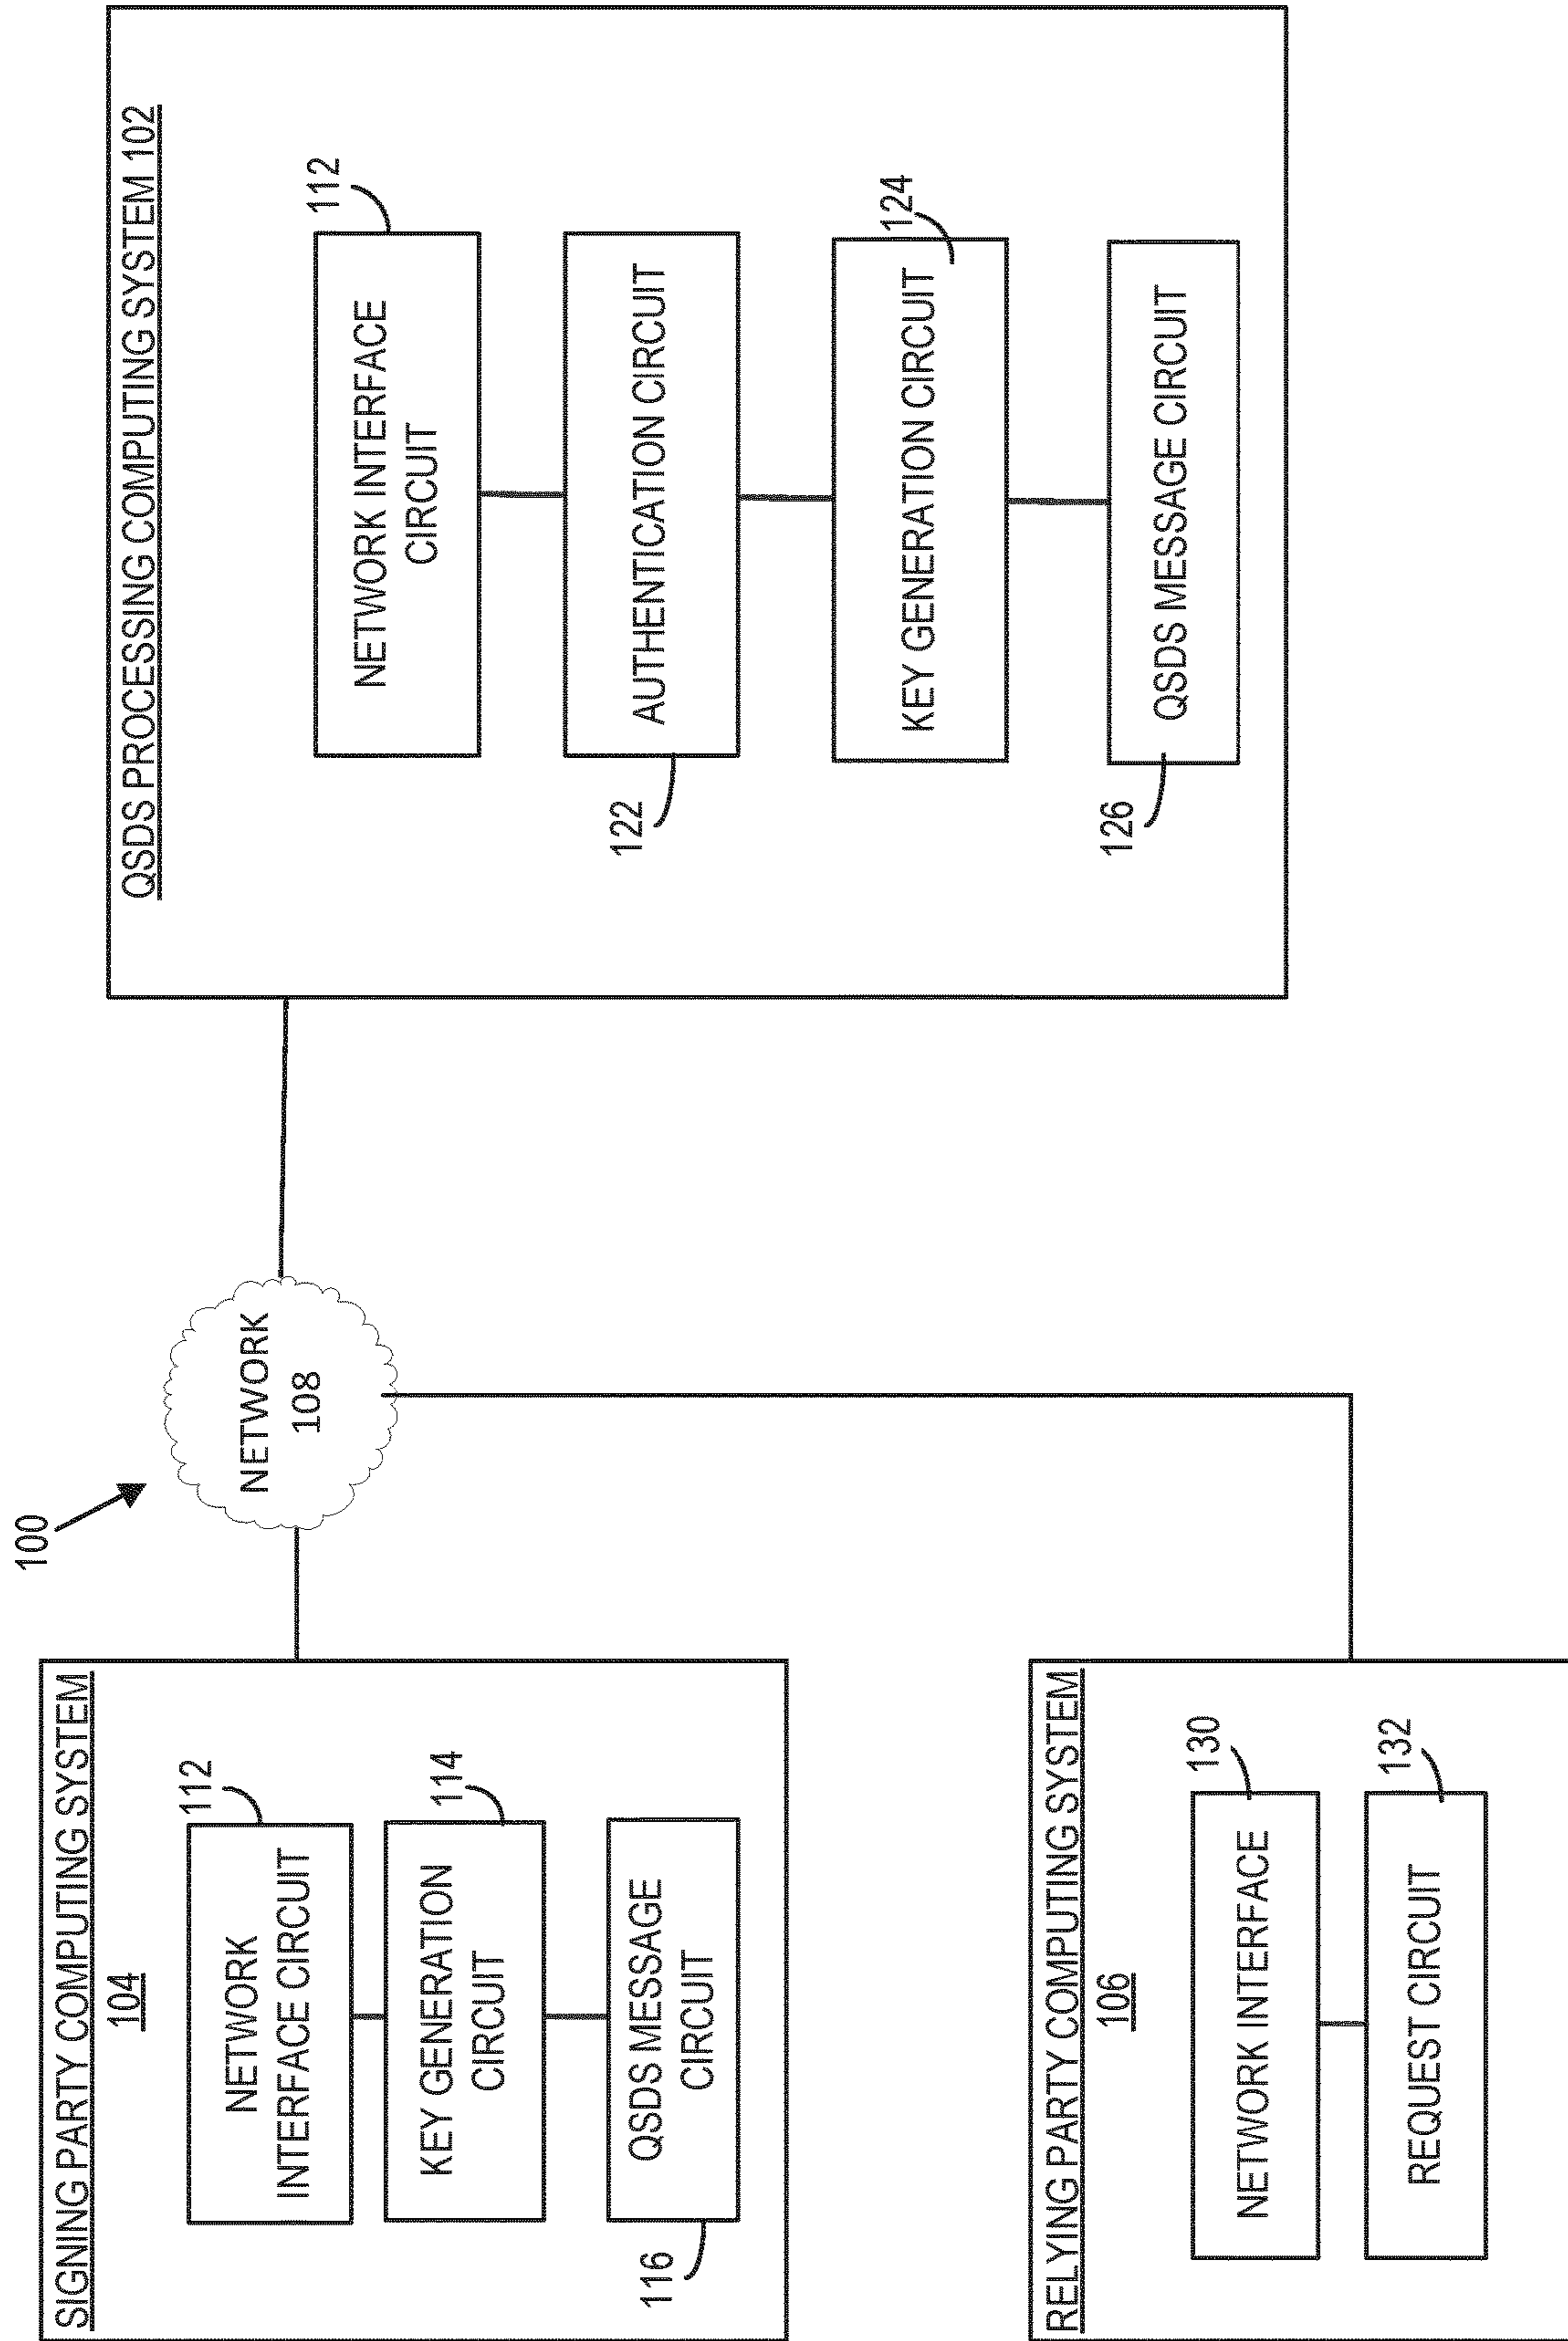 100
SIGNING PARTY COMPUTING SYSTEM
104
112
NETWORK
INTERFACE CIRCUIT
114
KEY GENERATION
CIRCUIT
QSDS MESSAGE
CIRCUIT
116
RELYING PARTY COMPUTING SYSTEM
106
130
NETWORK INTERFACE
132
REQUEST CIRCUIT
NETWORK
108
QSDS PROCESSING COMPUTING SYSTEM 102
112
NETWORK INTERFACE
CIRCUIT
AUTHENTICATION CIRCUIT
122
124
KEY GENERATION CIRCUIT
QSDS MESSAGE CIRCUIT
126